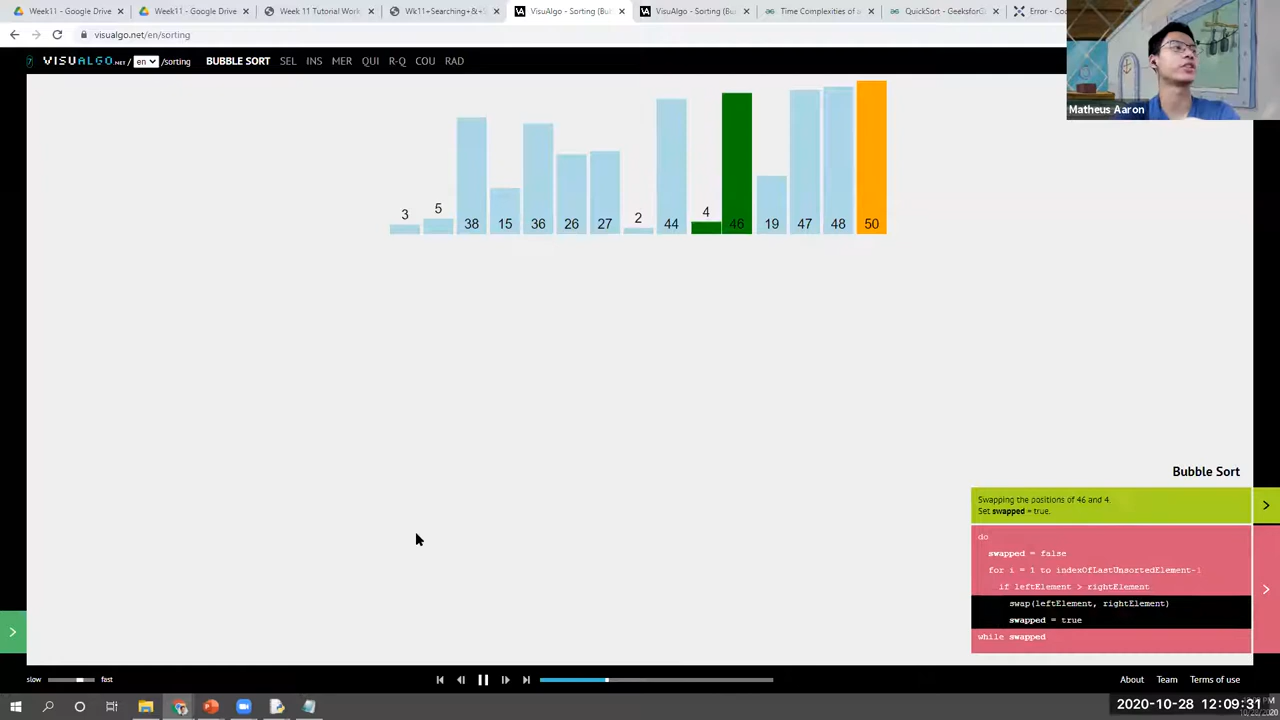 Week11 - Google Drive
Week11 - Google Drive
Week 11 Tutorial Work
Wk11+Searching+&+
VisuAlgo - Sorting (Bu
VisuAlgo - Sorting (Bub
Time Complexities of a
QuickSort - GeeksforG
Error - Coc
visualgo.net/en/sorting
VISUALGO.NET / en /sorting BUBBLE SORT SEL INS MER QUI R-Q COU RAD
Matheus Aaron
3 5 38 15 36 26 27 2 44 4 46 19 47 48 50
Bubble Sort
Swapping the positions of 46 and 4.
Set swapped = true.
do
swapped = false
for i = 1 to indexOfLastUnsortedElement-1
if leftElement > rightElement
swap(leftElement, rightElement)
swapped = true
while swapped
slow fast About Team Terms of use
2020-10-28 12:09:31